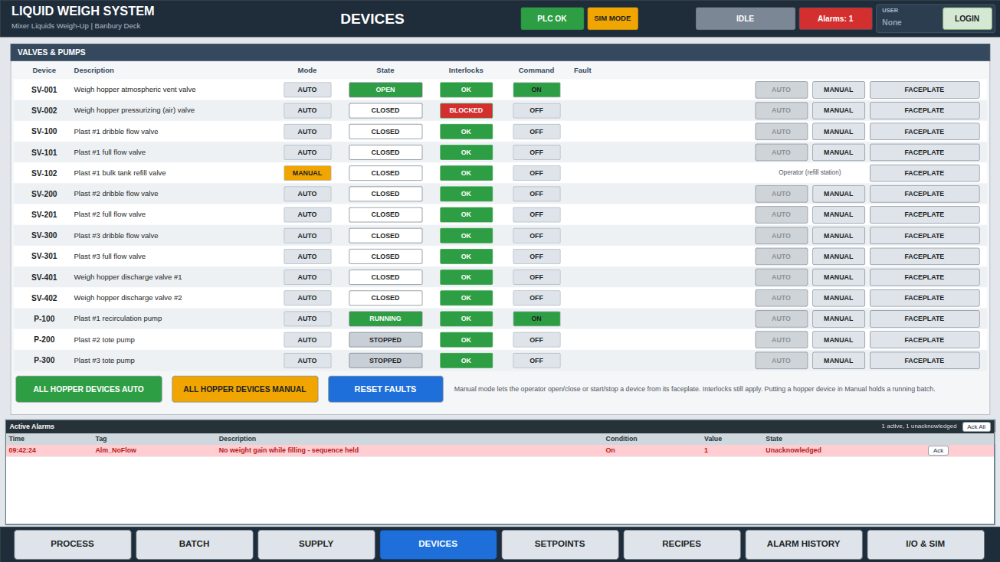 LIQUID WEIGH SYSTEM
Mixer Liquids Weigh-Up | Banbury Deck
DEVICES
PLC OK
SIM MODE
IDLE
Alarms: 1
USER
None
LOGIN
VALVES & PUMPS
Device Description Mode State Interlocks Command Fault
SV-001 Weigh hopper atmospheric vent valve AUTO OPEN OK ON AUTO MANUAL FACEPLATE
SV-002 Weigh hopper pressurizing (air) valve AUTO CLOSED BLOCKED OFF AUTO MANUAL FACEPLATE
SV-100 Plast #1 dribble flow valve AUTO CLOSED OK OFF AUTO MANUAL FACEPLATE
SV-101 Plast #1 full flow valve AUTO CLOSED OK OFF AUTO MANUAL FACEPLATE
SV-102 Plast #1 bulk tank refill valve MANUAL CLOSED OK OFF Operator (refill station) FACEPLATE
SV-200 Plast #2 dribble flow valve AUTO CLOSED OK OFF AUTO MANUAL FACEPLATE
SV-201 Plast #2 full flow valve AUTO CLOSED OK OFF AUTO MANUAL FACEPLATE
SV-300 Plast #3 dribble flow valve AUTO CLOSED OK OFF AUTO MANUAL FACEPLATE
SV-301 Plast #3 full flow valve AUTO CLOSED OK OFF AUTO MANUAL FACEPLATE
SV-401 Weigh hopper discharge valve #1 AUTO CLOSED OK OFF AUTO MANUAL FACEPLATE
SV-402 Weigh hopper discharge valve #2 AUTO CLOSED OK OFF AUTO MANUAL FACEPLATE
P-100 Plast #1 recirculation pump AUTO RUNNING OK ON AUTO MANUAL FACEPLATE
P-200 Plast #2 tote pump AUTO STOPPED OK OFF AUTO MANUAL FACEPLATE
P-300 Plast #3 tote pump AUTO STOPPED OK OFF AUTO MANUAL FACEPLATE
ALL HOPPER DEVICES AUTO ALL HOPPER DEVICES MANUAL RESET FAULTS Manual mode lets the operator open/close or start/stop a device from its faceplate. Interlocks still apply. Putting a hopper device in Manual holds a running batch.
Active Alarms 1 active, 1 unacknowledged Ack All
Time Tag Description Condition Value State
09:42:24 Alm_NoFlow No weight gain while filling - sequence held On 1 Unacknowledged Ack
PROCESS BATCH SUPPLY DEVICES SETPOINTS RECIPES ALARM HISTORY I/O & SIM